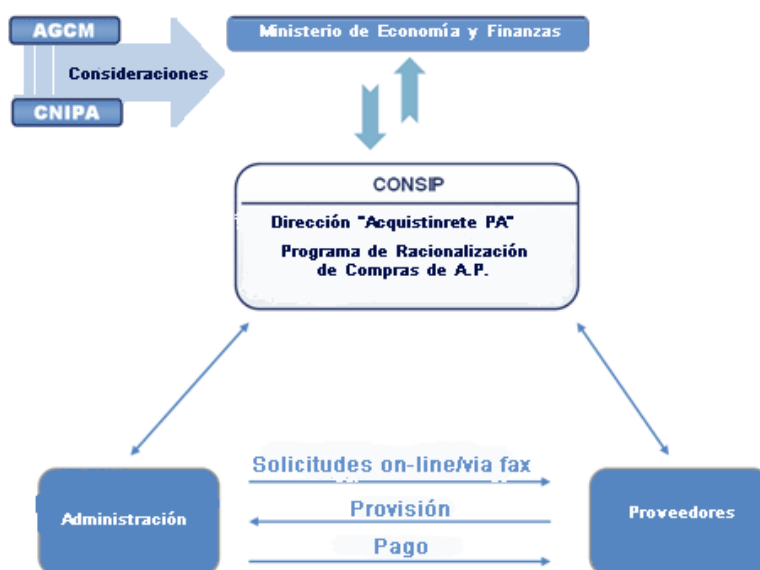 AGCM
Ministerio de Economía y Finanzas
Consideraciones
CNIPA
CONSIP
Dirección "Acquistinrete PA"
Programa de Racionalización
de Compras de A.P.
Solicitudes on-line/via fax
Administración
Provisión
Proveedores
Pago